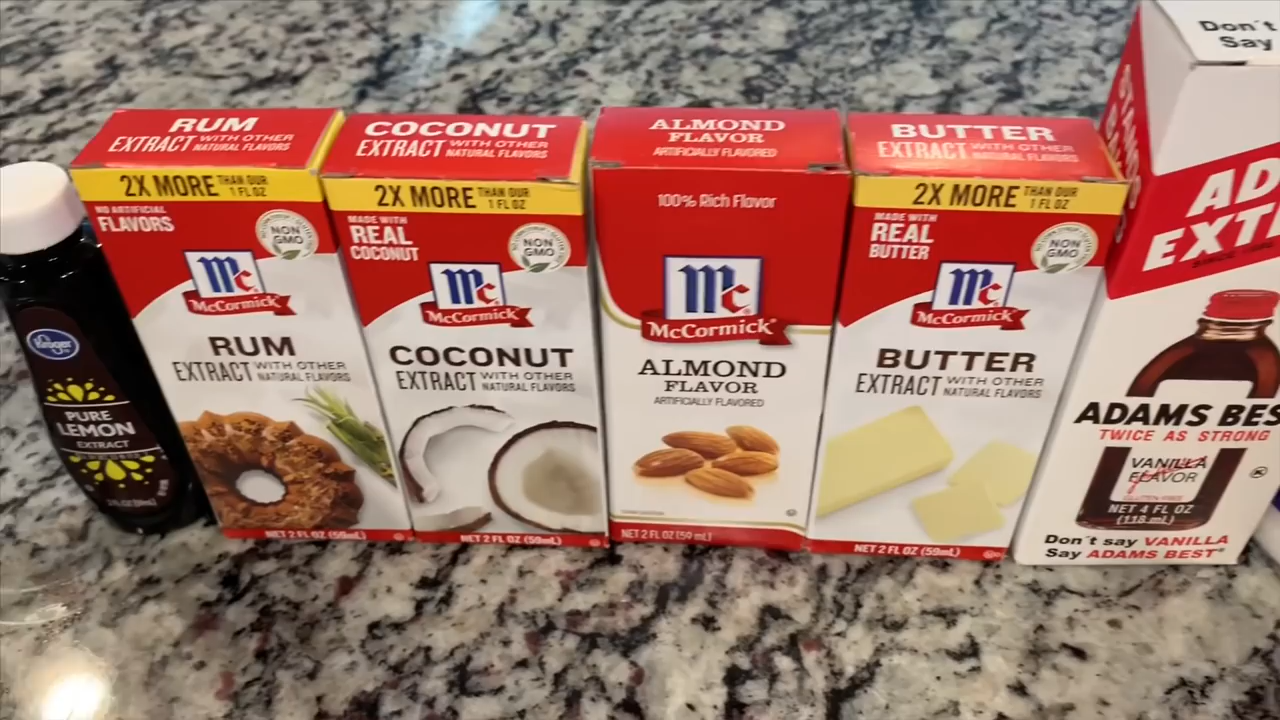 Kroger
PURE
LEMON
EXTRACT
RUM
EXTRACT WITH OTHER
NATURAL FLAVORS
2X MORE THAN OUR
1 FL OZ
NO ARTIFICIAL
FLAVORS
NON
GMO
Mc
McCormick
RUM
EXTRACT WITH OTHER
NATURAL FLAVORS
NET 2 FL OZ (59mL)
COCONUT
EXTRACT WITH OTHER
NATURAL FLAVORS
2X MORE THAN OUR
1 FL OZ
MADE WITH
REAL
COCONUT
NON
GMO
Mc
McCormick
COCONUT
EXTRACT WITH OTHER
NATURAL FLAVORS
NET 2 FL OZ (59mL)
ALMOND
FLAVOR
ARTIFICIALLY FLAVORED
100% Rich Flavor
Mc
McCormick®
ALMOND
FLAVOR
ARTIFICIALLY FLAVORED
NET 2 FL OZ (59 mL)
BUTTER
EXTRACT WITH OTHER
NATURAL FLAVORS
2X MORE THAN OUR
1 FL OZ
MADE WITH
REAL
BUTTER
NON
GMO
Mc
McCormick
BUTTER
EXTRACT WITH OTHER
NATURAL FLAVORS
NET 2 FL OZ (59mL)
Don't
Say
AD
EXT
ADAMS BES
TWICE AS STRONG
VANILLA
FLAVOR
GLUTEN FREE
NET 4 FL OZ
(118 mL)
Don't say VANILLA
Say ADAMS BEST®